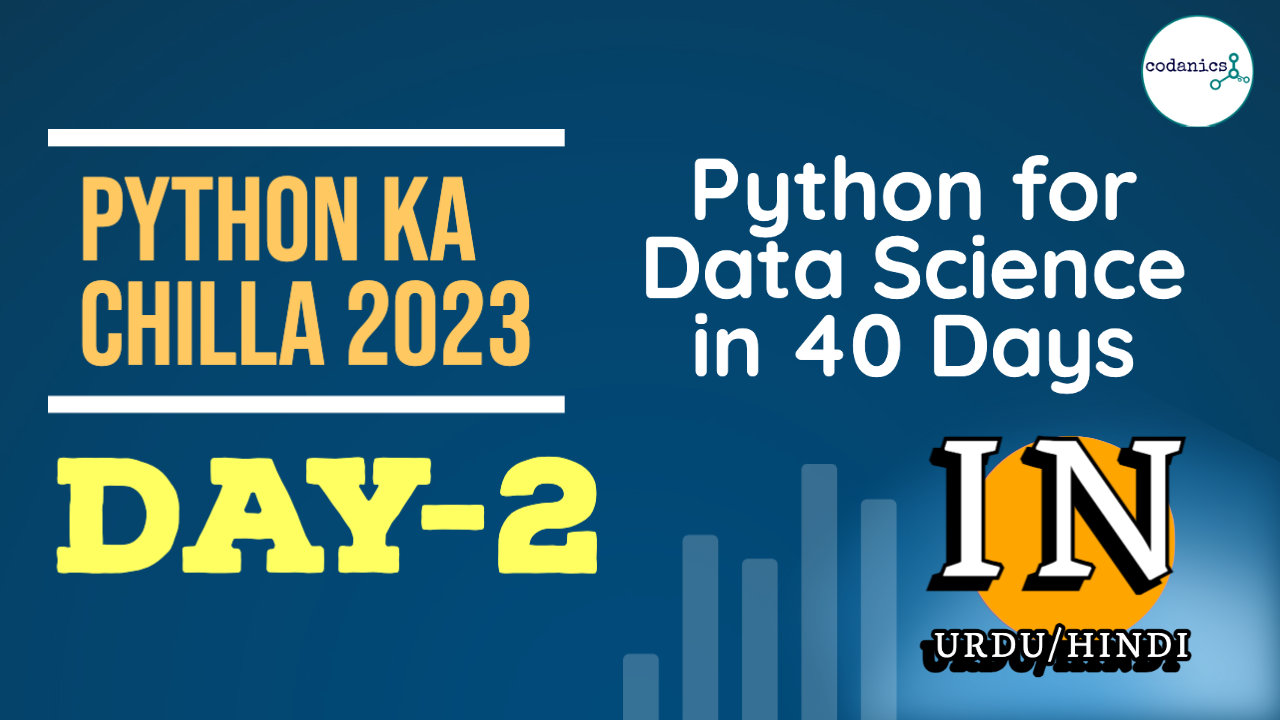 codanics
PYTHON KA
CHILLA 2023
Python for
Data Science
in 40 Days
DAY-2
IN
URDU/HINDI